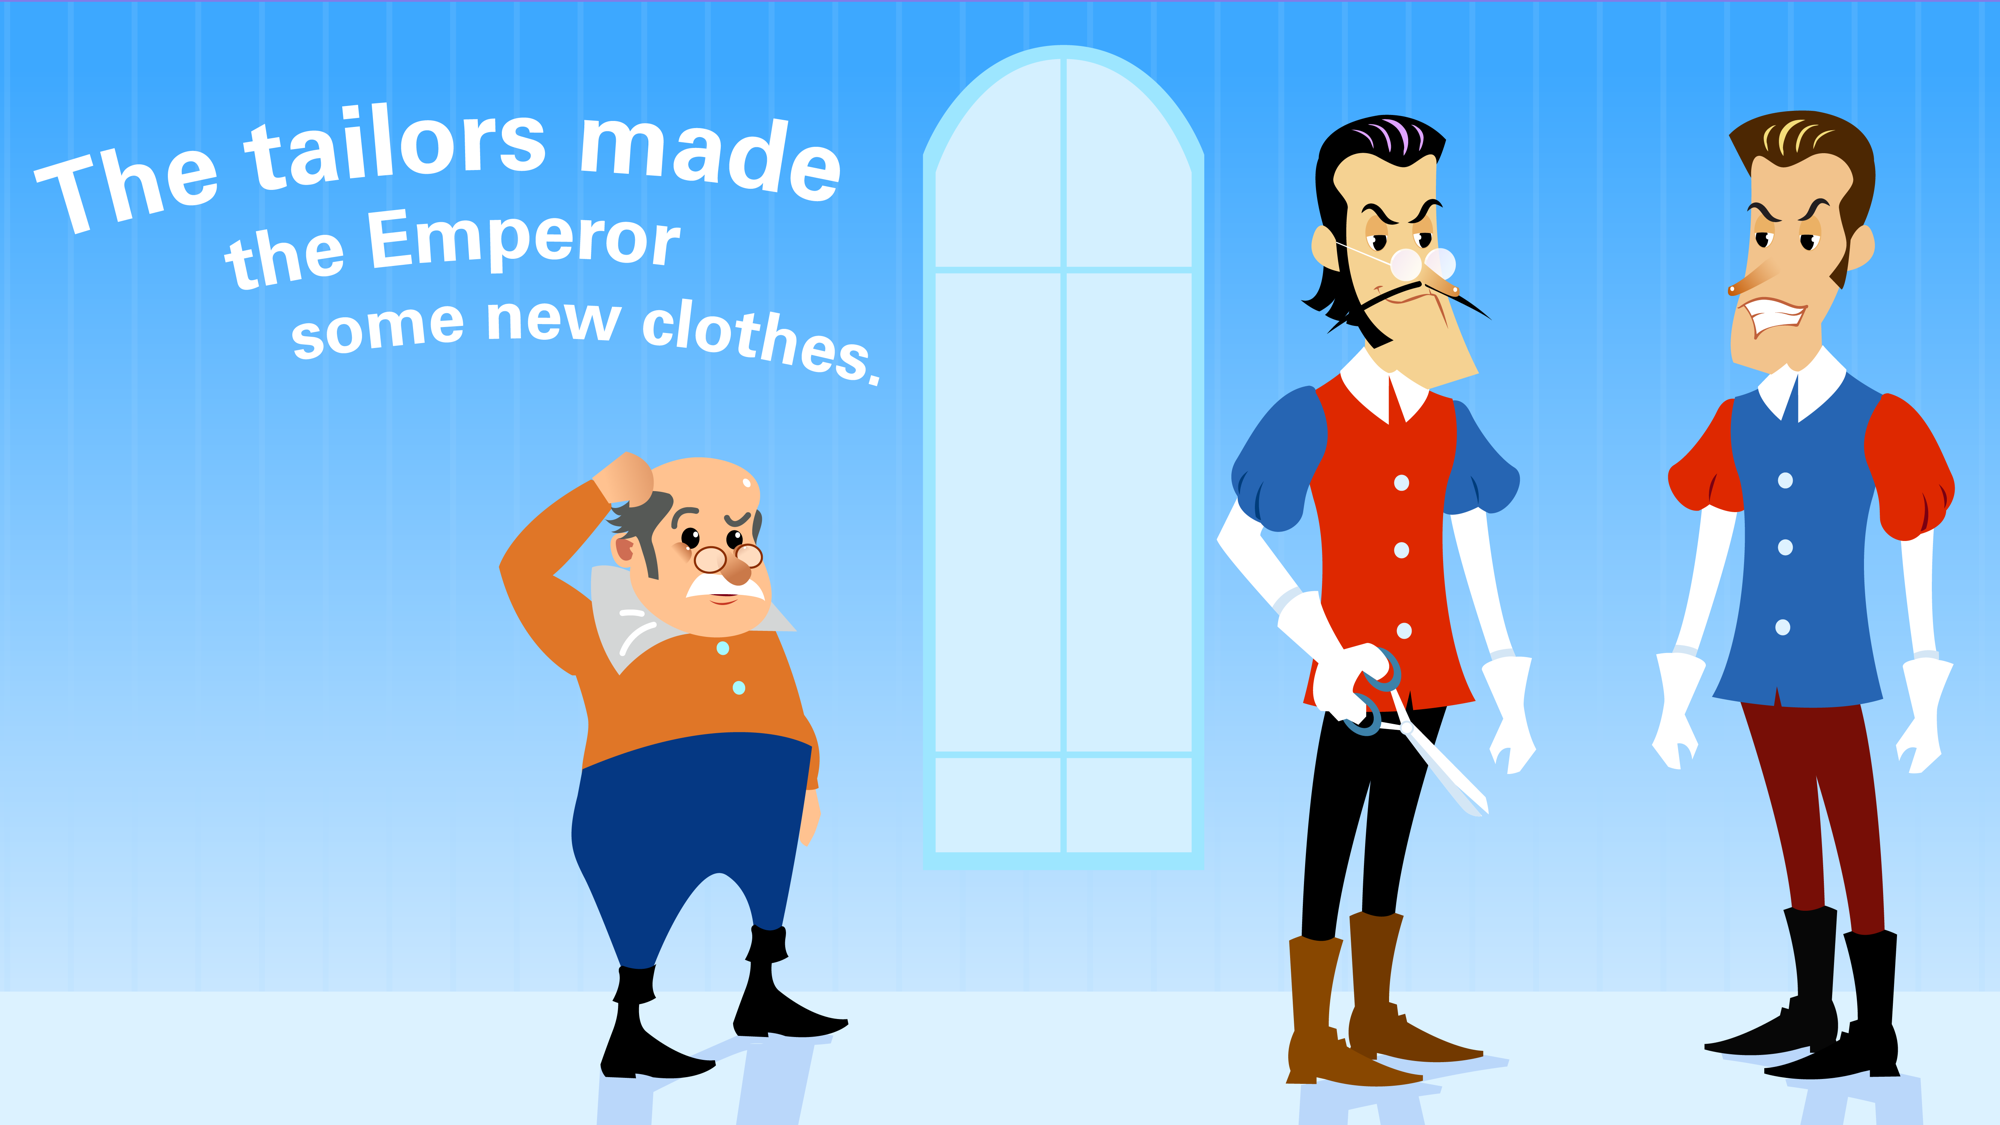 The tailors made
the Emperor
some new clothes.